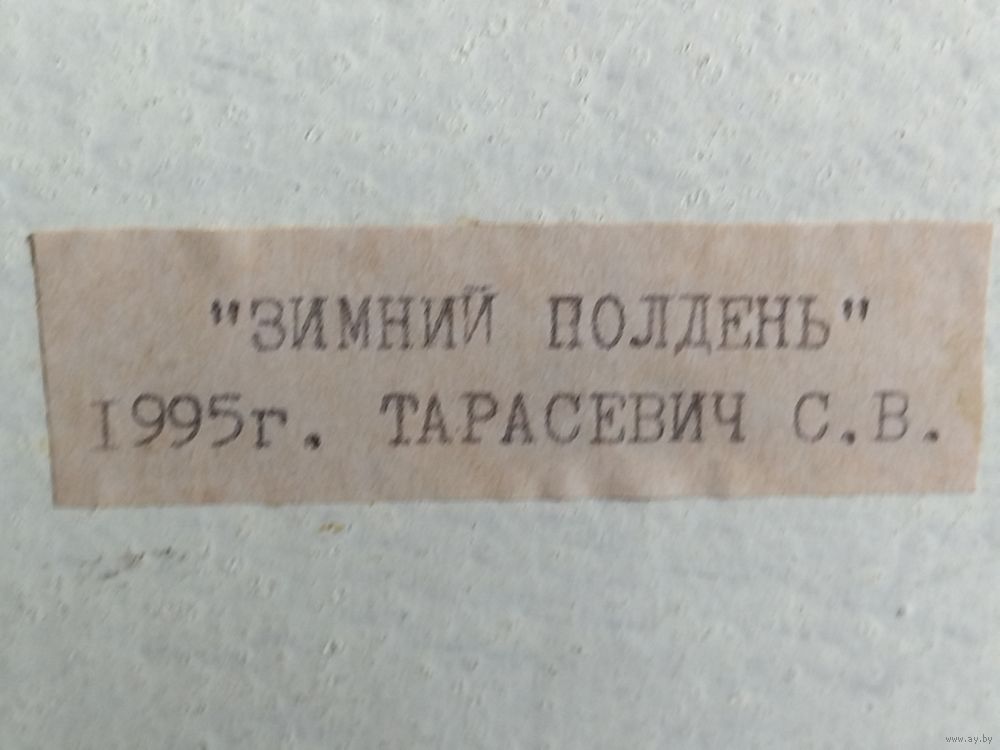 "ЗИМНИЙ ПОЛДЕНЬ"
1995г. ТАРАСЕВИЧ С.В.
www.ay.by